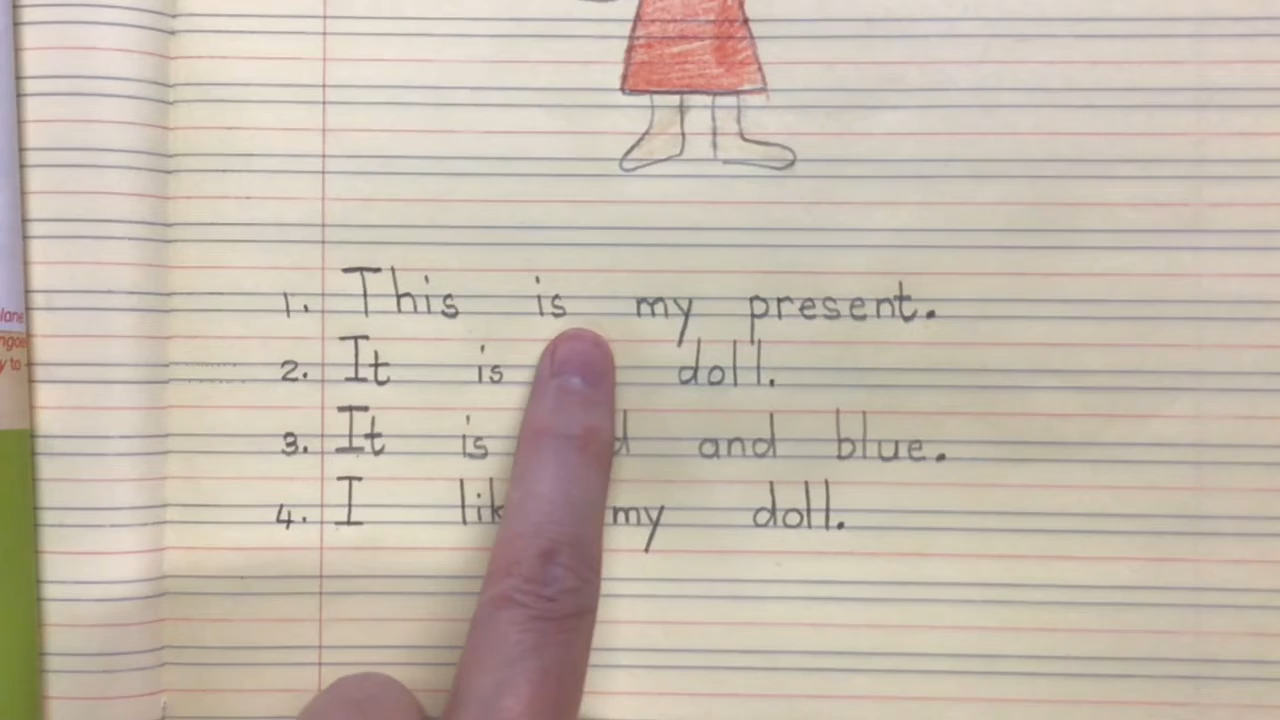 1. This is my present.
2. It is doll.
3. It is and blue.
4. I my doll.